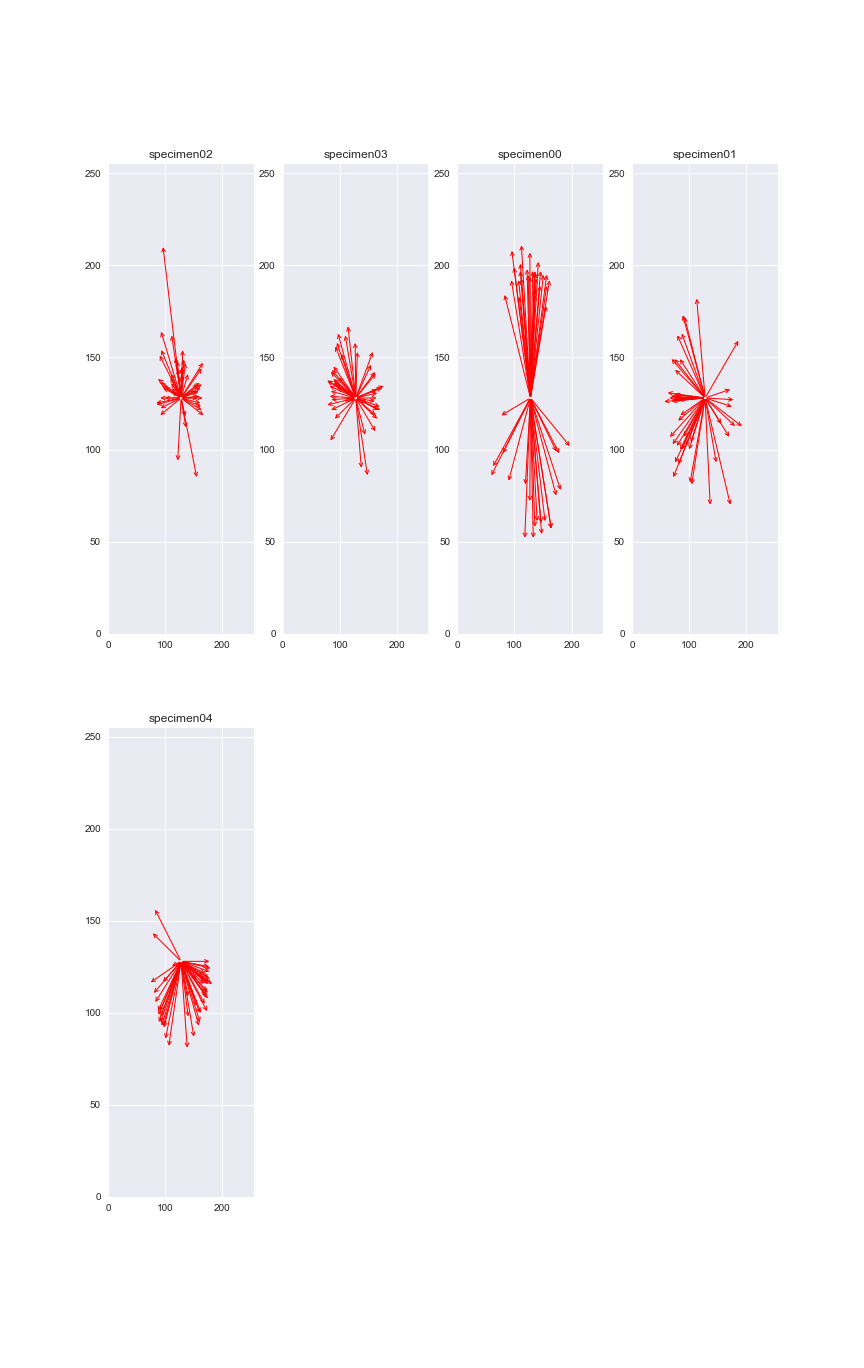 specimen02 specimen03 specimen00 specimen01
250 250 250 250
200 200 200 200
150 150 150 150
100 100 100 100
50 50 50 50
0 0 0 0
0 100 200 0 100 200 0 100 200 0 100 200
specimen04
250
200
150
100
50
0
0 100 200